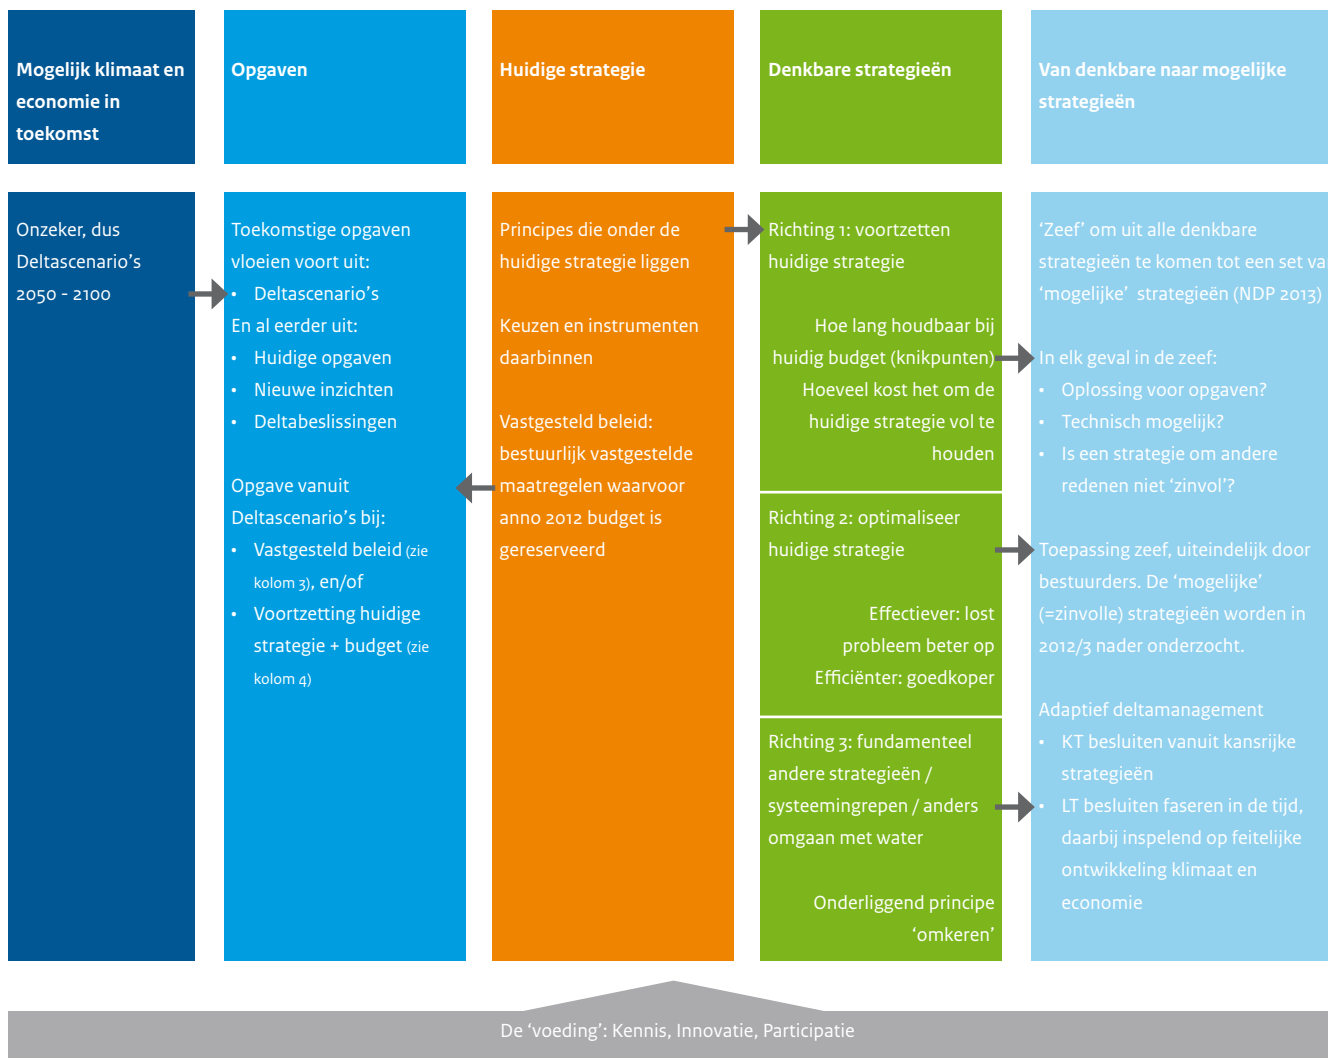 Mogelijk klimaat en
economie in
toekomst
Opgaven
Huidige strategie
Denkbare strategieën
Van denkbare naar mogelijke
strategieën
Onzeker, dus
Deltascenario’s
2050 - 2100
Toekomstige opgaven
vloeien voort uit:
• Deltascenario’s
En al eerder uit:
• Huidige opgaven
• Nieuwe inzichten
• Deltabeslissingen
Opgave vanuit
Deltascenario’s bij:
• Vastgesteld beleid (zie
kolom 3), en/of
• Voortzetting huidige
strategie + budget (zie
kolom 4)
Principes die onder de
huidige strategie liggen
Keuzen en instrumenten
daarbinnen
Vastgesteld beleid:
bestuurlijk vastgestelde
maatregelen waarvoor
anno 2012 budget is
gereserveerd
Richting 1: voortzetten
huidige strategie
Hoe lang houdbaar bij
huidig budget (knikpunten)
Hoeveel kost het om de
huidige strategie vol te
houden
Richting 2: optimaliseer
huidige strategie
Effectiever: lost
probleem beter op
Efficiënter: goedkoper
Richting 3: fundamenteel
andere strategieën /
systeemingrepen / anders
omgaan met water
Onderliggend principe
‘omkeren’
‘Zeef’ om uit alle denkbare
strategieën te komen tot een set va
‘mogelijke’ strategieën (NDP 2013)
In elk geval in de zeef:
• Oplossing voor opgaven?
• Technisch mogelijk?
• Is een strategie om andere
redenen niet ‘zinvol’?
Toepassing zeef, uiteindelijk door
bestuurders. De ‘mogelijke’
(=zinvolle) strategieën worden in
2012/3 nader onderzocht.
Adaptief deltamanagement
• KT besluiten vanuit kansrijke
strategieën
• LT besluiten faseren in de tijd,
daarbij inspelend op feitelijke
ontwikkeling klimaat en
economie
De ‘voeding’: Kennis, Innovatie, Participatie